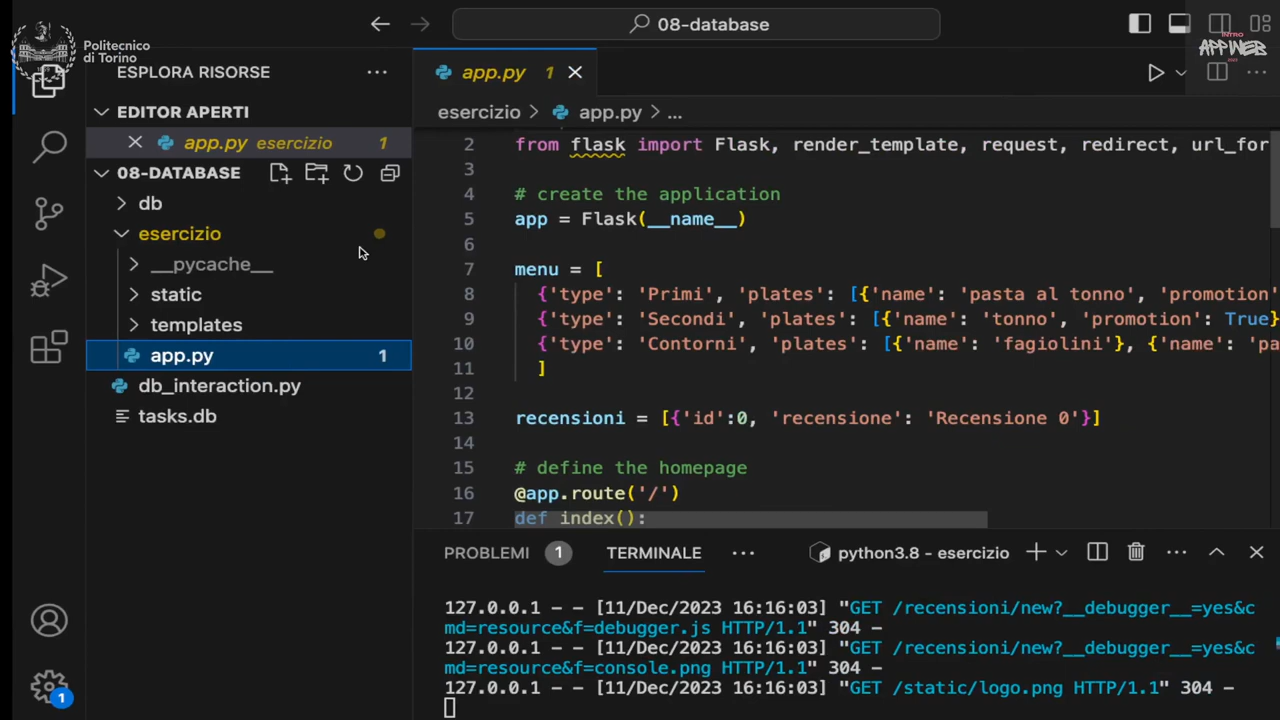 08-database
Politecnico
di Torino
INTRO
APPWEB
ESPLORA RISORSE
EDITOR APERTI
app.py esercizio 1
08-DATABASE
db
esercizio
__pycache__
static
templates
app.py 1
db_interaction.py
tasks.db
1
app.py 1
esercizio > app.py > ...
2 from flask import Flask, render_template, request, redirect, url_for
3
4 # create the application
5 app = Flask(__name__)
6
7 menu = [
8 {'type': 'Primi', 'plates': [{'name': 'pasta al tonno', 'promotion'
9 {'type': 'Secondi', 'plates': [{'name': 'tonno', 'promotion': True}
10 {'type': 'Contorni', 'plates': [{'name': 'fagiolini'}, {'name': 'pa
11 ]
12
13 recensioni = [{'id':0, 'recensione': 'Recensione 0'}]
14
15 # define the homepage
16 @app.route('/')
17 def index():
PROBLEMI 1 TERMINALE ... python3.8 - esercizio
127.0.0.1 - - [11/Dec/2023 16:16:03] "GET /recensioni/new?__debugger__=yes&c
md=resource&f=debugger.js HTTP/1.1" 304 -
127.0.0.1 - - [11/Dec/2023 16:16:03] "GET /recensioni/new?__debugger__=yes&c
md=resource&f=console.png HTTP/1.1" 304 -
127.0.0.1 - - [11/Dec/2023 16:16:03] "GET /static/logo.png HTTP/1.1" 304 -